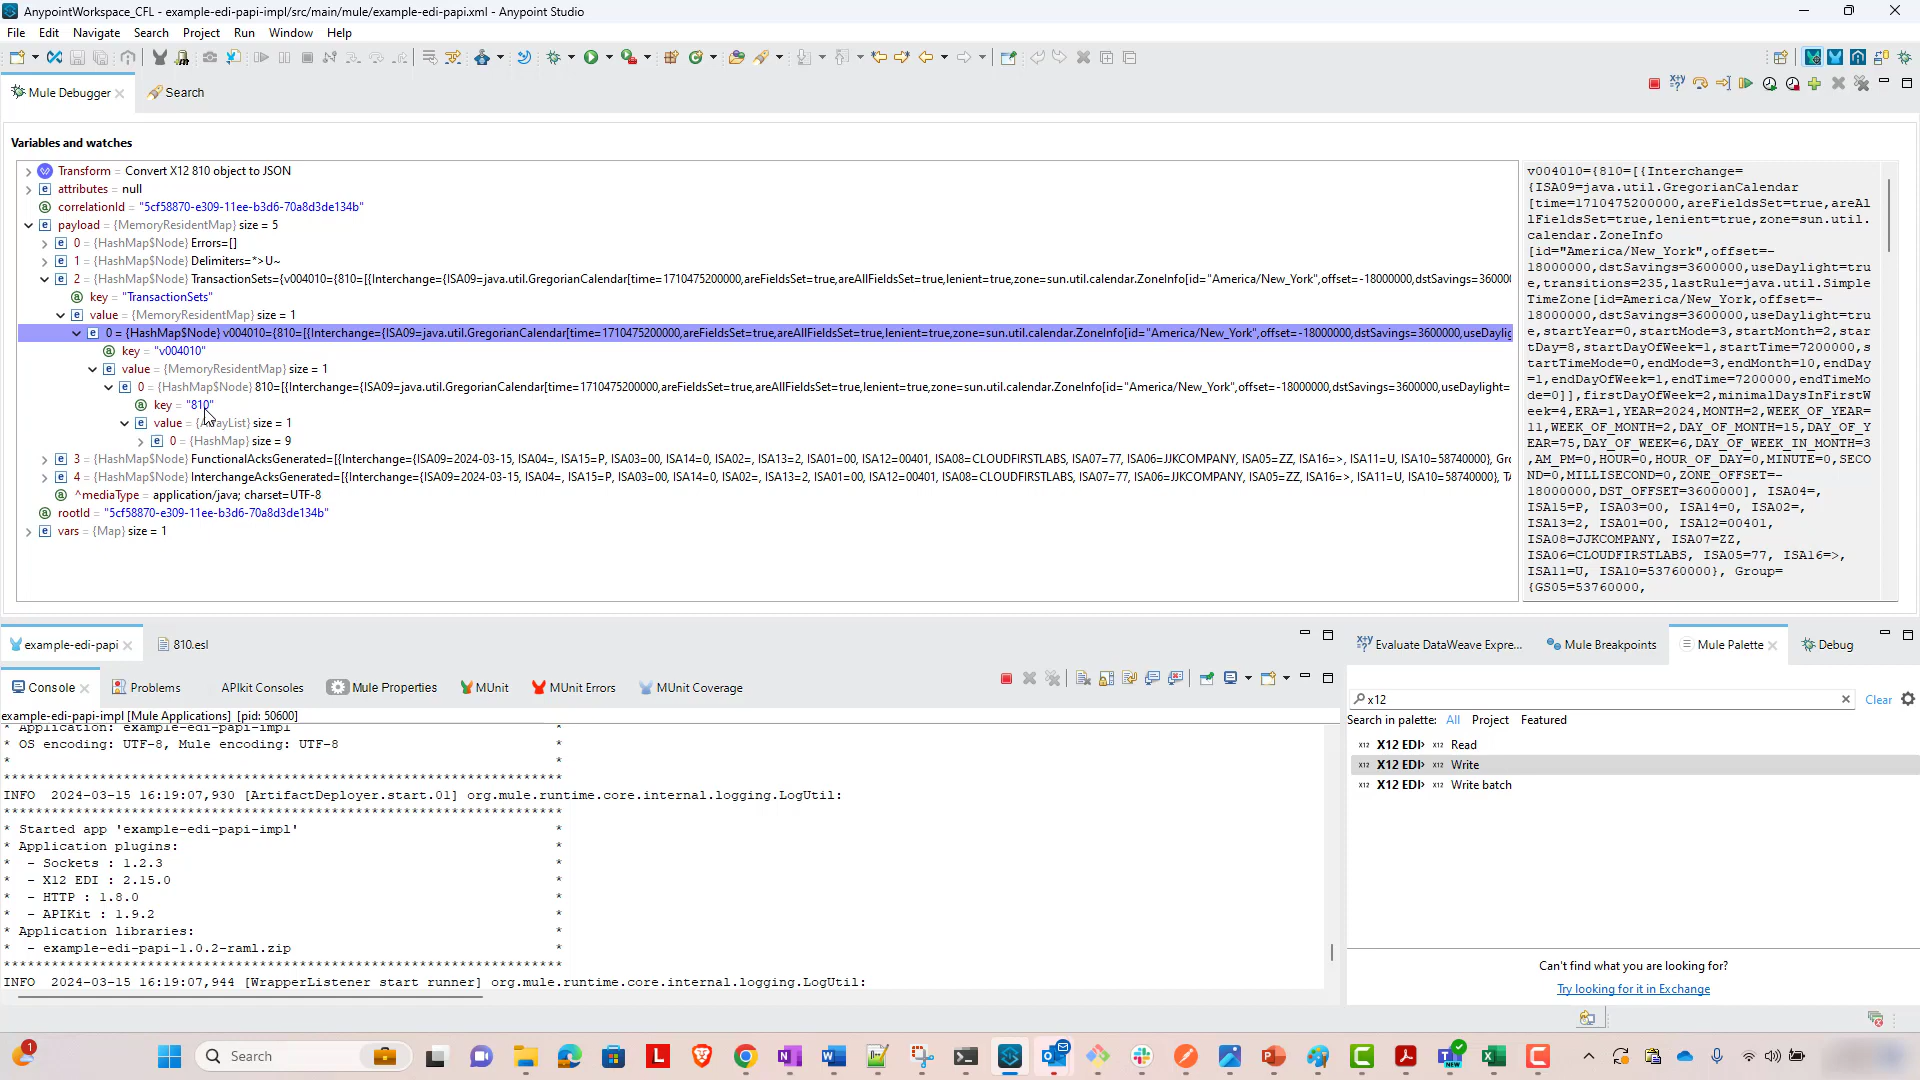 AnypointWorkspace_CFL - example-edi-papi-impl/src/main/mule/example-edi-papi.xml - Anypoint Studio
File Edit Navigate Search Project Run Window Help
Mule Debugger Search
Variables and watches
Transform = Convert X12 810 object to JSON
attributes = null
correlationId = "5cf58870-e309-11ee-b3d6-70a8d3de134b"
payload = {MemoryResidentMap} size = 5
0 = {HashMap$Node} Errors=[]
1 = {HashMap$Node} Delimiters=*>U~
2 = {HashMap$Node} TransactionSets={v004010={810=[{Interchange={ISA09=java.util.GregorianCalendar[time=1710475200000,areFieldsSet=true,areAllFieldsSet=true,lenient=true,zone=sun.util.calendar.ZoneInfo[id="America/New_York",offset=-18000000,dstSavings=3600000
key = "TransactionSets"
value = {MemoryResidentMap} size = 1
0 = {HashMap$Node} v004010={810=[{Interchange={ISA09=java.util.GregorianCalendar[time=1710475200000,areFieldsSet=true,areAllFieldsSet=true,lenient=true,zone=sun.util.calendar.ZoneInfo[id="America/New_York",offset=-18000000,dstSavings=3600000,useDaylig
key = "v004010"
value = {MemoryResidentMap} size = 1
0 = {HashMap$Node} 810=[{Interchange={ISA09=java.util.GregorianCalendar[time=1710475200000,areFieldsSet=true,areAllFieldsSet=true,lenient=true,zone=sun.util.calendar.ZoneInfo[id="America/New_York",offset=-18000000,dstSavings=3600000,useDaylight=
key = "810"
value = {ArrayList} size = 1
0 = {HashMap} size = 9
3 = {HashMap$Node} FunctionalAcksGenerated=[{Interchange={ISA09=2024-03-15, ISA04=, ISA15=P, ISA03=00, ISA14=0, ISA02=, ISA13=2, ISA01=00, ISA12=00401, ISA08=CLOUDFIRSTLABS, ISA07=77, ISA06=JJKCOMPANY, ISA05=ZZ, ISA16=>, ISA11=U, ISA10=58740000}, Gro
4 = {HashMap$Node} InterchangeAcksGenerated=[{Interchange={ISA09=2024-03-15, ISA04=, ISA15=P, ISA03=00, ISA14=0, ISA02=, ISA13=2, ISA01=00, ISA12=00401, ISA08=CLOUDFIRSTLABS, ISA07=77, ISA06=JJKCOMPANY, ISA05=ZZ, ISA16=>, ISA11=U, ISA10=58740000}, TA
^mediaType = application/java; charset=UTF-8
rootId = "5cf58870-e309-11ee-b3d6-70a8d3de134b"
vars = {Map} size = 1
v004010={810=[{Interchange=
{ISA09=java.util.GregorianCalendar
[time=1710475200000,areFieldsSet=true,areAl
lFieldsSet=true,lenient=true,zone=sun.util.
calendar.ZoneInfo
[id="America/New_York",offset=-
18000000,dstSavings=3600000,useDaylight=tru
e,transitions=235,lastRule=java.util.Simple
TimeZone[id=America/New_York,offset=-
18000000,dstSavings=3600000,useDaylight=tru
e,startYear=0,startMode=3,startMonth=2,star
tDay=8,startDayOfWeek=1,startTime=7200000,s
tartTimeMode=0,endMode=3,endMonth=10,endDay
=1,endDayOfWeek=1,endTime=7200000,endTimeMo
de=0]],firstDayOfWeek=2,minimalDaysInFirstW
eek=4,ERA=1,YEAR=2024,MONTH=2,WEEK_OF_YEAR=
11,WEEK_OF_MONTH=2,DAY_OF_MONTH=15,DAY_OF_Y
EAR=75,DAY_OF_WEEK=6,DAY_OF_WEEK_IN_MONTH=3
,AM_PM=0,HOUR=0,HOUR_OF_DAY=0,MINUTE=0,SECO
ND=0,MILLISECOND=0,ZONE_OFFSET=-
18000000,DST_OFFSET=3600000], ISA04=,
ISA15=P, ISA03=00, ISA14=0, ISA02=,
ISA13=2, ISA01=00, ISA12=00401,
ISA08=JJKCOMPANY, ISA07=ZZ,
ISA06=CLOUDFIRSTLABS, ISA05=77, ISA16=>,
ISA11=U, ISA10=53760000}, Group=
{GS05=53760000,
example-edi-papi 810.esl
Console Problems APIkit Consoles Mule Properties MUnit MUnit Errors MUnit Coverage
example-edi-papi-impl [Mule Applications] [pid: 50600]
* Application: example-edi-papi-impl *
* OS encoding: UTF-8, Mule encoding: UTF-8 *
* *
******************************************************************
INFO 2024-03-15 16:19:07,930 [ArtifactDeployer.start.01] org.mule.runtime.core.internal.logging.LogUtil:
******************************************************************
* Started app 'example-edi-papi-impl' *
* Application plugins: *
* - Sockets : 1.2.3 *
* - X12 EDI : 2.15.0 *
* - HTTP : 1.8.0 *
* - APIKit : 1.9.2 *
* Application libraries: *
* - example-edi-papi-1.0.2-raml.zip *
******************************************************************
INFO 2024-03-15 16:19:07,944 [WrapperListener start runner] org.mule.runtime.core.internal.logging.LogUtil:
Evaluate DataWeave Expre... Mule Breakpoints Mule Palette Debug
x12 Clear
Search in palette: All Project Featured
X12 X12 EDI› X12 Read
X12 X12 EDI› X12 Write
X12 X12 EDI› X12 Write batch
Can't find what you are looking for?
Try looking for it in Exchange
1 Search
NEW